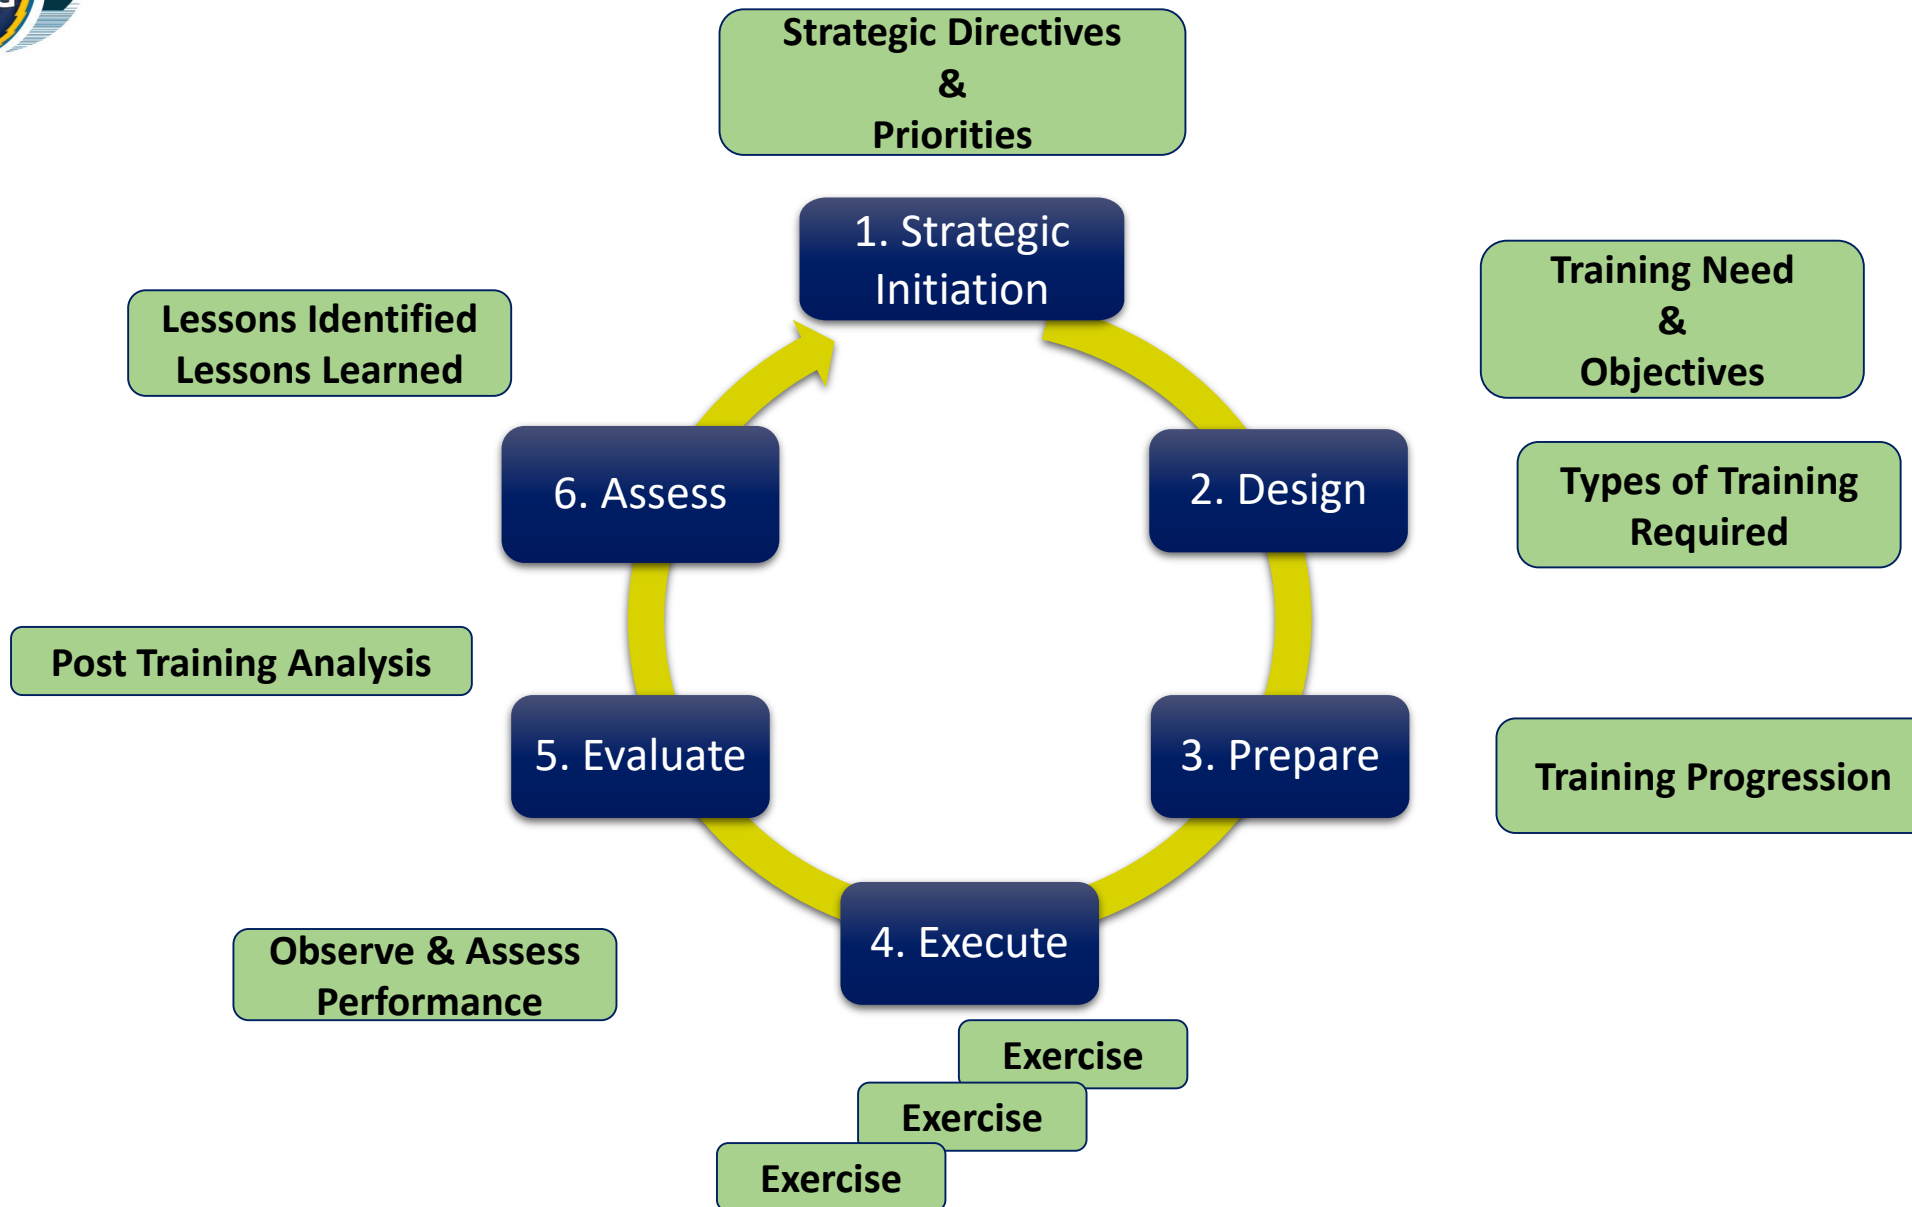 Strategic Directives
&
Priorities
1. Strategic
Initiation
Training Need
&
Objectives
Lessons Identified
Lessons Learned
6. Assess
2. Design
Types of Training
Required
Post Training Analysis
5. Evaluate
3. Prepare
Training Progression
4. Execute
Observe & Assess
Performance
Exercise
Exercise
Exercise